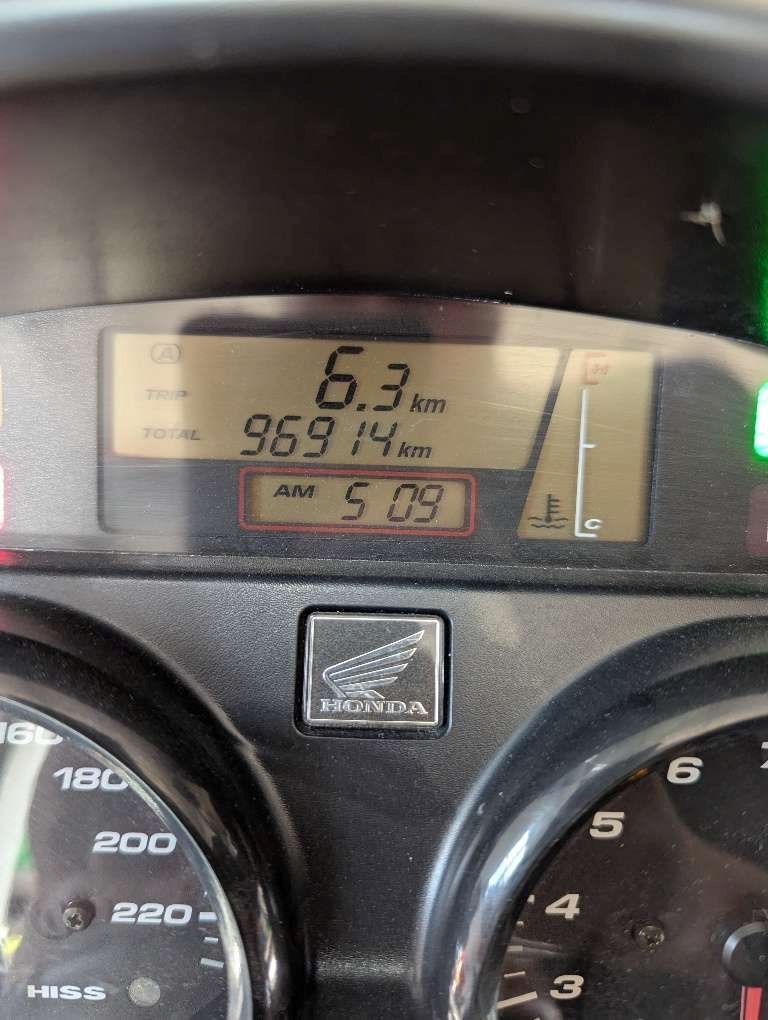 A
TRIP 6.3 km
TOTAL 96914 km
AM 5 09
H
C
HONDA
160
180
200
220
HISS
6
5
4
3